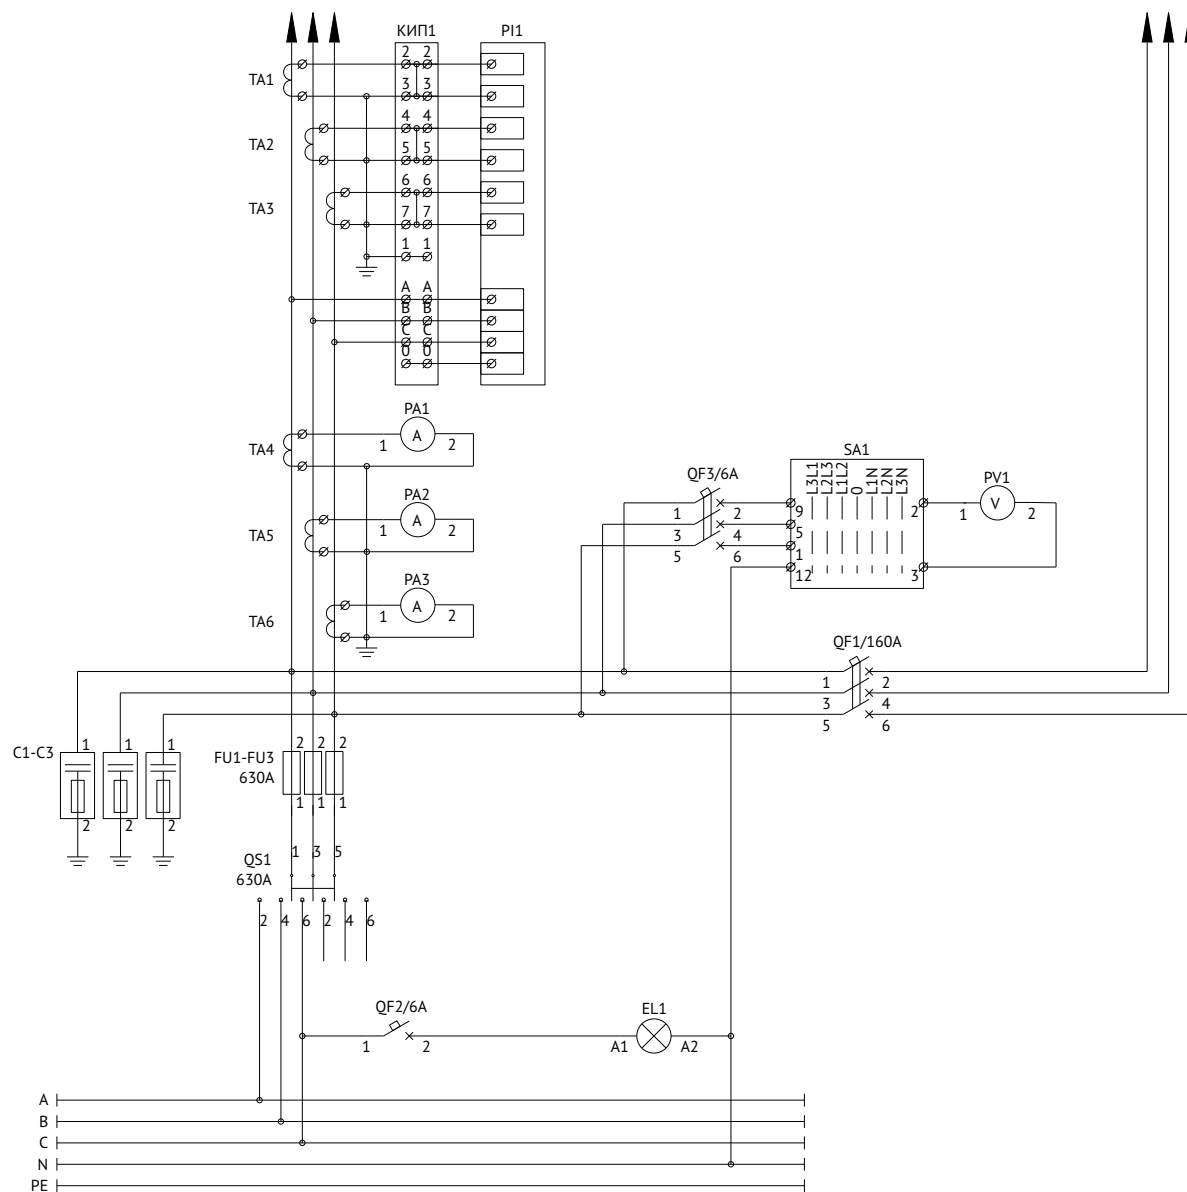 КИП1 PI1
2 2
TA1
3 3
4 4
TA2
5 5
6 6
TA3
7 7
1 1
A A
B B
C C
0 0
PA1
A
1 2
TA4
PA2
A
1 2
TA5
PA3
A
1 2
TA6
SA1
L3L1
L2L3
L1L2
0
L1N
L2N
L3N
QF3/6A
1 2
3 4
5 6
9
5
1
12
2
3
PV1
V
1 2
QF1/160A
1 2
3 4
5 6
C1-C3
1 1 1
2 2 2
FU1-FU3
630A
2 2 2
1 1 1
QS1
630A
1 3 5
2 4 6 2 4 6
QF2/6A
1 2
EL1
A1 A2
A
B
C
N
PE